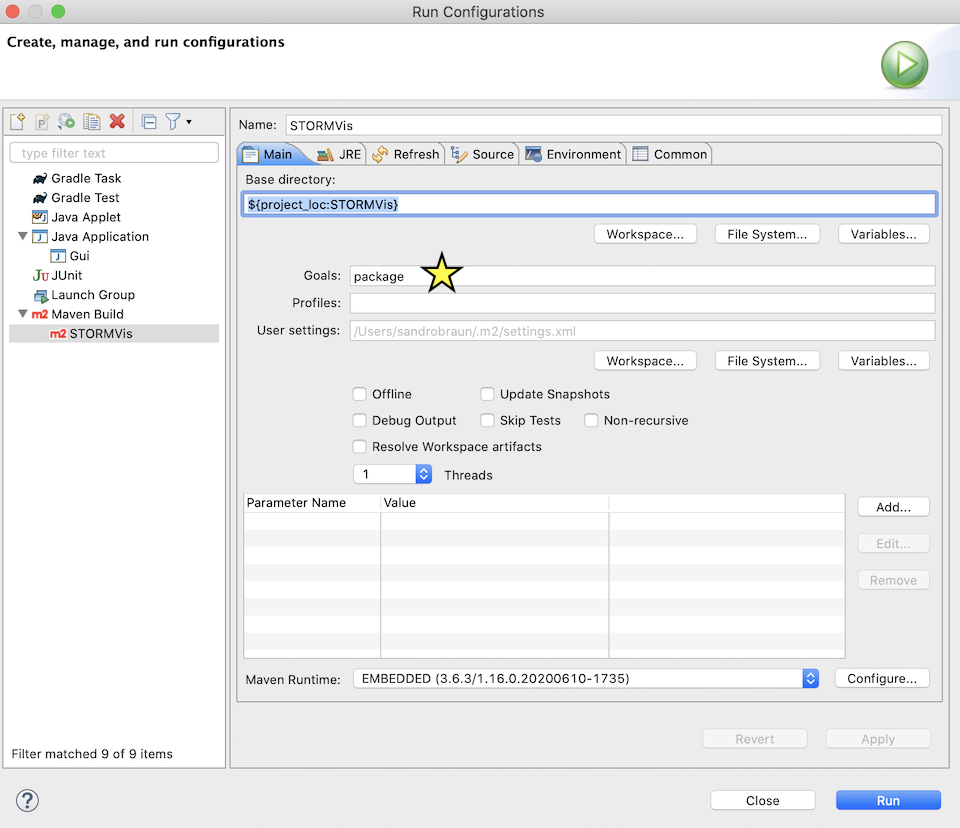 Run Configurations
Create, manage, and run configurations
type filter text
Gradle Task
Gradle Test
Java Applet
Java Application
Gui
JUnit
Launch Group
m2 Maven Build
m2 STORMVis
Filter matched 9 of 9 items
Name: STORMVis
Main JRE Refresh Source Environment Common
Base directory:
${project_loc:STORMVis}
Workspace... File System... Variables...
Goals: package
Profiles:
User settings: /Users/sandrobraun/.m2/settings.xml
Workspace... File System... Variables...
Offline Update Snapshots
Debug Output Skip Tests Non-recursive
Resolve Workspace artifacts
1 Threads
Parameter Name Value
Add...
Edit...
Remove
Maven Runtime: EMBEDDED (3.6.3/1.16.0.20200610-1735) Configure...
Revert Apply
? Close Run